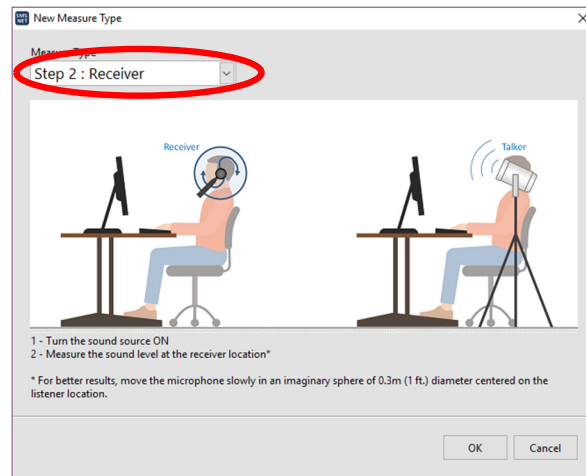 SMS
NET
New Measure Type
Measure Type
Step 2 : Receiver
Receiver
Talker
1 - Turn the sound source ON
2 - Measure the sound level at the receiver location*
* For better results, move the microphone slowly in an imaginary sphere of 0.3m (1 ft.) diameter centered on the
listener location.
OK
Cancel